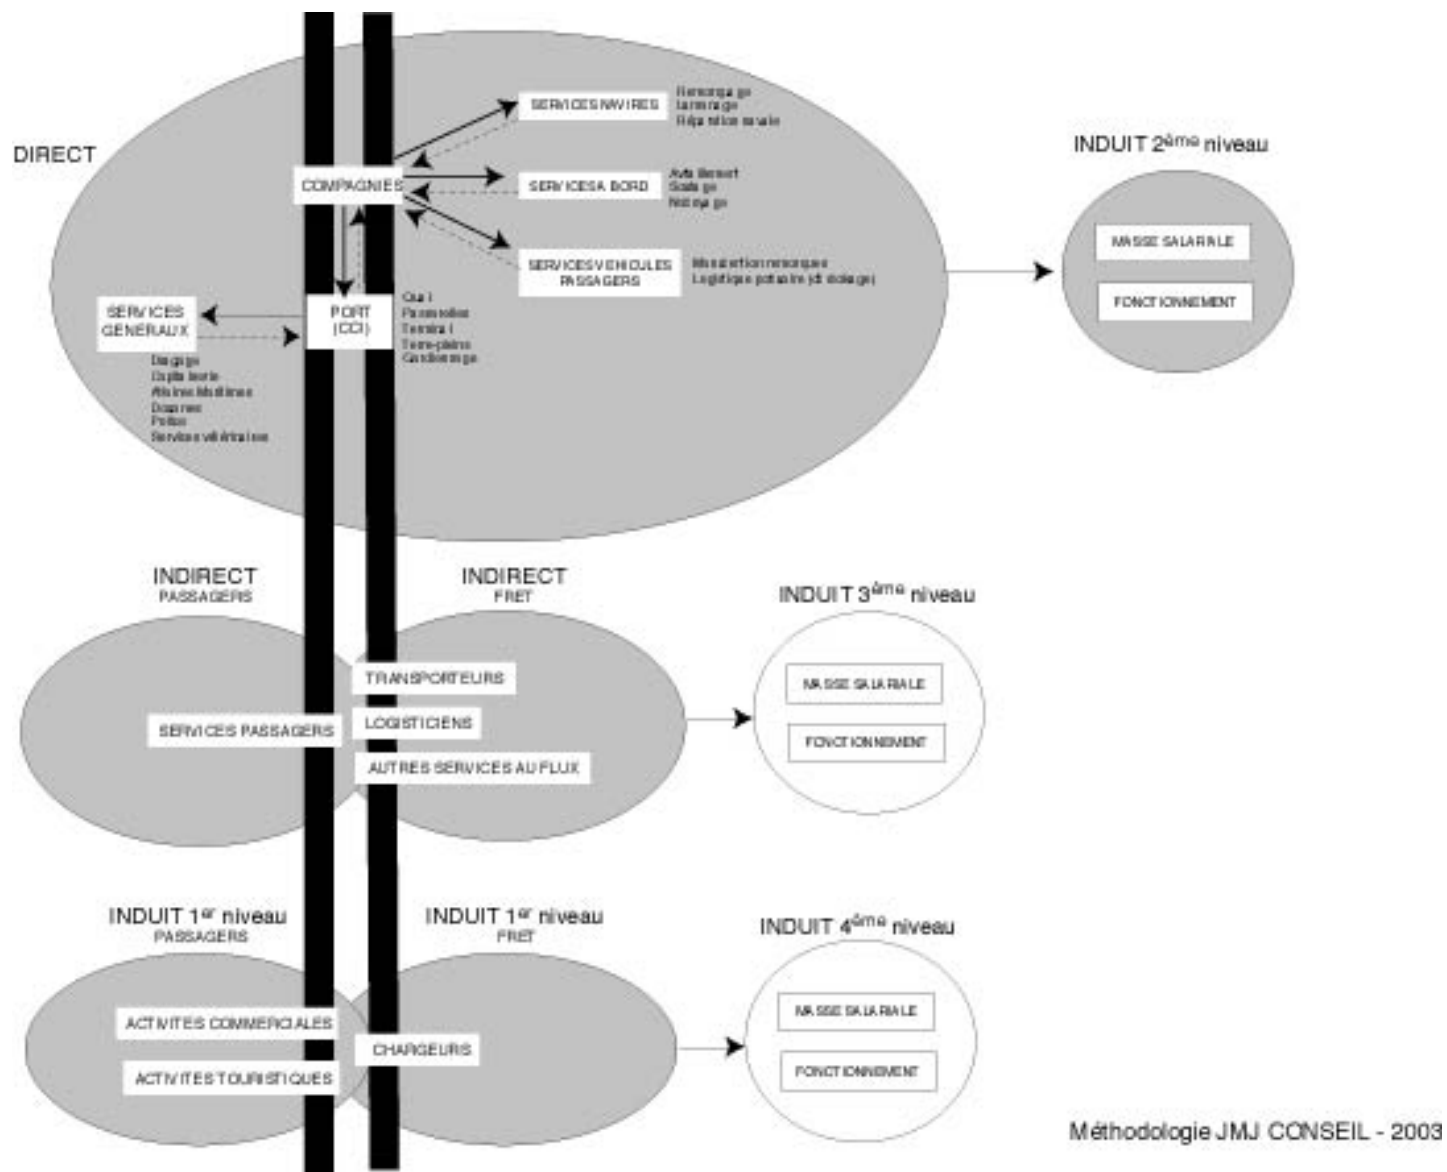 DIRECT
SERVICES NAVIRES
Remorquage
Lamanage
Réparation navale
COMPAGNIES
SERVICES A BORD
Avitaillement
Soutage
Nettoyage
SERVICES VEHICULES
PASSAGERS
Manutention remorques
Logistique portuaire
SERVICES
GENERAUX
PORT
(CCI)
Quai
Passerelles
Terminal
Terre-pleins
Gardiennage
Dragage
Capitainerie
Affaires Maritimes
Douanes
Police
Services vétérinaires
INDUIT 2ème niveau
MASSE SALARIALE
FONCTIONNEMENT
INDIRECT
PASSAGERS
SERVICES PASSAGERS
INDIRECT
FRET
TRANSPORTEURS
LOGISTICIENS
AUTRES SERVICES AU FLUX
INDUIT 3ème niveau
MASSE SALARIALE
FONCTIONNEMENT
INDUIT 1er niveau
PASSAGERS
ACTIVITES COMMERCIALES
ACTIVITES TOURISTIQUES
INDUIT 1er niveau
FRET
CHARGEURS
INDUIT 4ème niveau
MASSE SALARIALE
FONCTIONNEMENT
Méthodologie JMJ CONSEIL - 2003